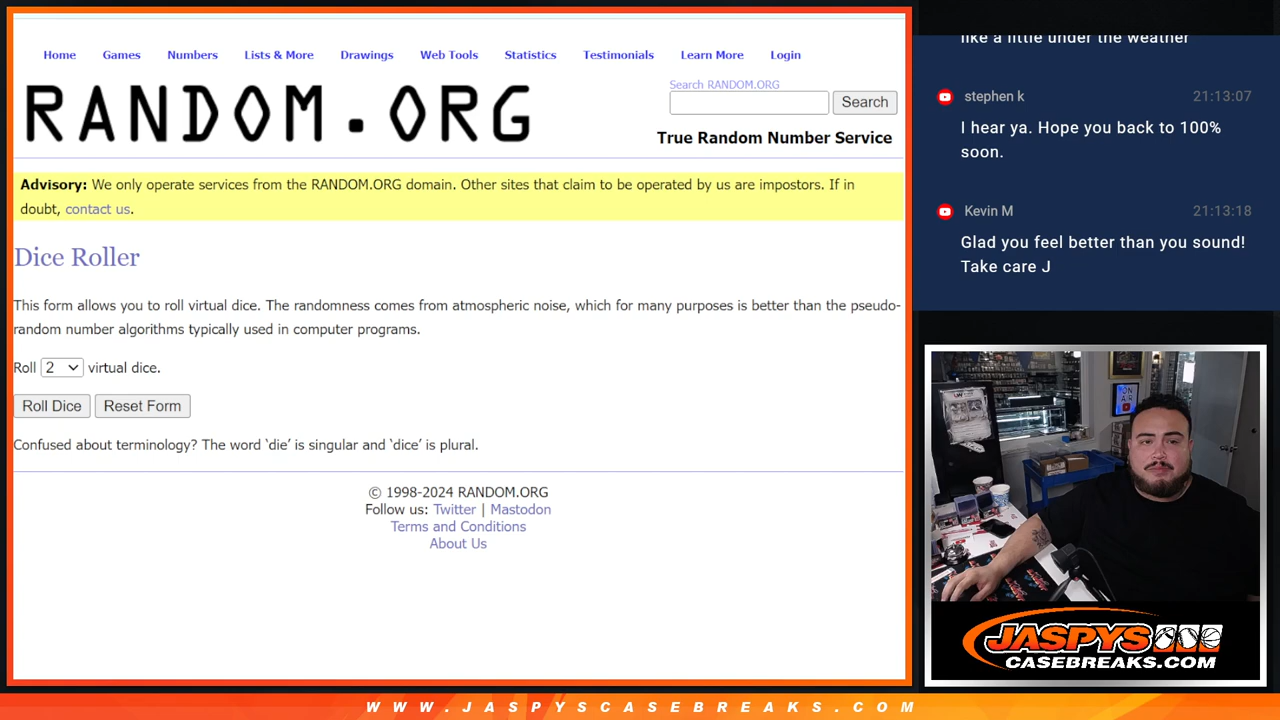 Home Games Numbers Lists & More Drawings Web Tools Statistics Testimonials Learn More Login
RANDOM.ORG
Search RANDOM.ORG
Search
True Random Number Service
Advisory: We only operate services from the RANDOM.ORG domain. Other sites that claim to be operated by us are impostors. If in
doubt, contact us.
Dice Roller
This form allows you to roll virtual dice. The randomness comes from atmospheric noise, which for many purposes is better than the pseudo-
random number algorithms typically used in computer programs.
Roll 2 virtual dice.
Roll Dice Reset Form
Confused about terminology? The word ‘die’ is singular and ‘dice’ is plural.
© 1998-2024 RANDOM.ORG
Follow us: Twitter | Mastodon
Terms and Conditions
About Us
like a little under the weather
stephen k 21:13:07
I hear ya. Hope you back to 100%
soon.
Kevin M 21:13:18
Glad you feel better than you sound!
Take care J
ON
AIR
JASPYS
CASEBREAKS.COM
WWW.JASPYSCASEBREAKS.COM